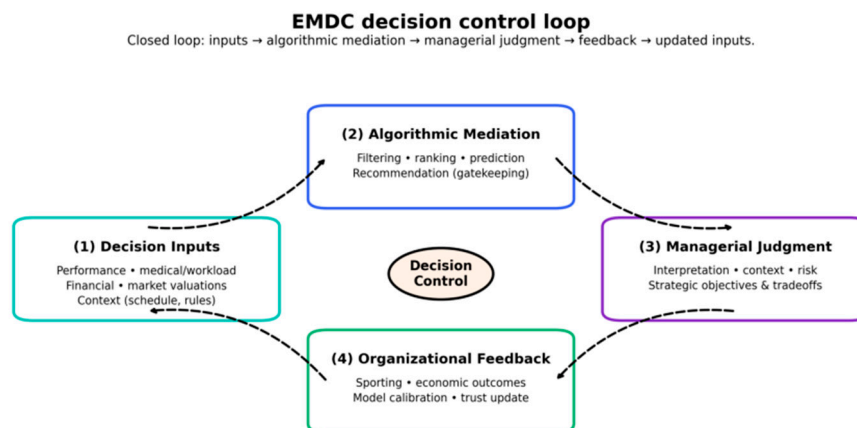 EMDC decision control loop
Closed loop: inputs → algorithmic mediation → managerial judgment → feedback → updated inputs.
(2) Algorithmic Mediation
Filtering • ranking • prediction
Recommendation (gatekeeping)
(1) Decision Inputs
Performance • medical/workload
Financial • market valuations
Context (schedule, rules)
Decision
Control
(3) Managerial Judgment
Interpretation • context • risk
Strategic objectives & tradeoffs
(4) Organizational Feedback
Sporting • economic outcomes
Model calibration • trust update